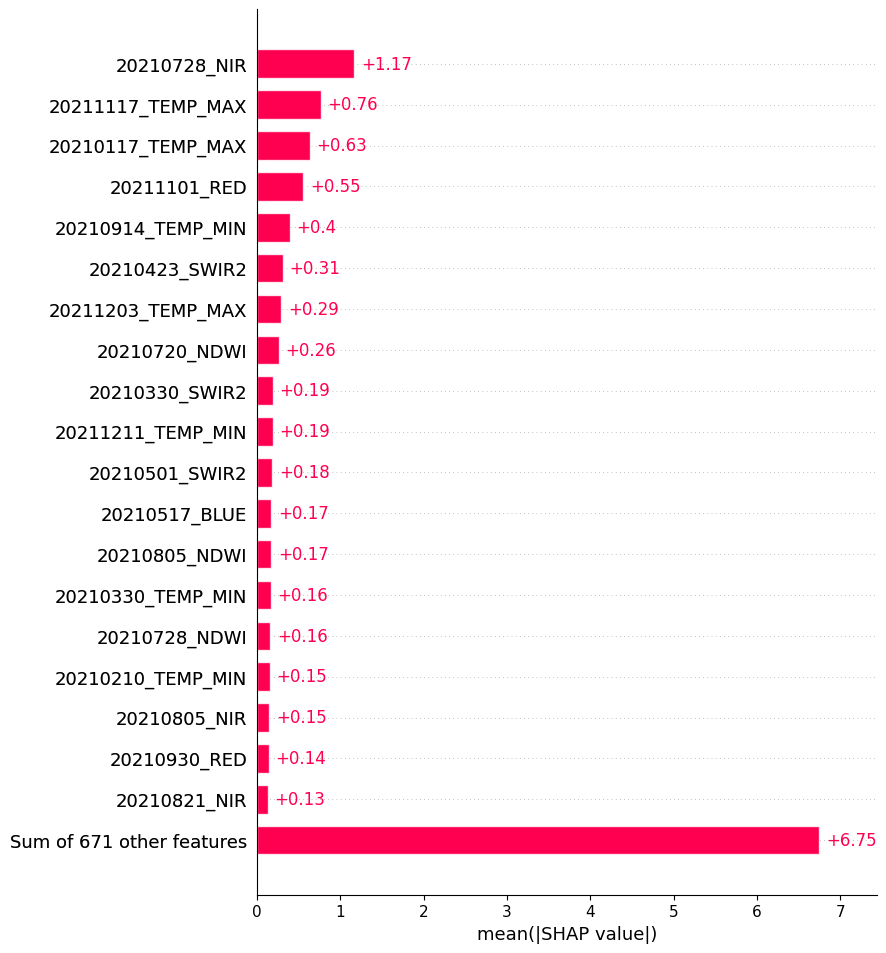 20210728_NIR +1.17
20211117_TEMP_MAX +0.76
20210117_TEMP_MAX +0.63
20211101_RED +0.55
20210914_TEMP_MIN +0.4
20210423_SWIR2 +0.31
20211203_TEMP_MAX +0.29
20210720_NDWI +0.26
20210330_SWIR2 +0.19
20211211_TEMP_MIN +0.19
20210501_SWIR2 +0.18
20210517_BLUE +0.17
20210805_NDWI +0.17
20210330_TEMP_MIN +0.16
20210728_NDWI +0.16
20210210_TEMP_MIN +0.15
20210805_NIR +0.15
20210930_RED +0.14
20210821_NIR +0.13
Sum of 671 other features +6.75
0 1 2 3 4 5 6 7
mean(|SHAP value|)